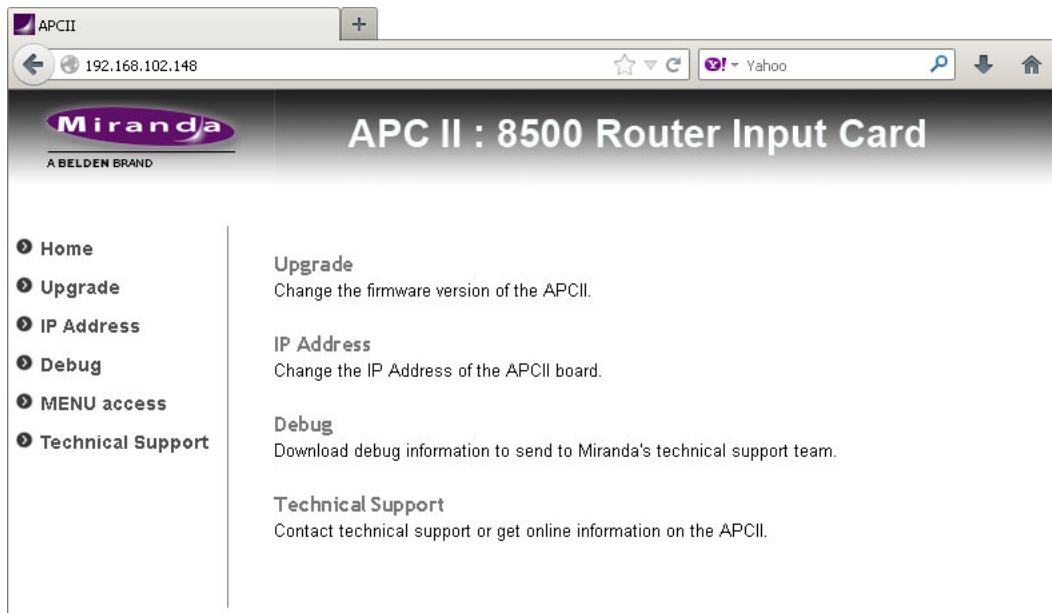 APCII
192.168.102.148
Yahoo
Miranda
A BELDEN BRAND
APC II : 8500 Router Input Card
Home
Upgrade
IP Address
Debug
MENU access
Technical Support
Upgrade
Change the firmware version of the APCII.
IP Address
Change the IP Address of the APCII board.
Debug
Download debug information to send to Miranda's technical support team.
Technical Support
Contact technical support or get online information on the APCII.